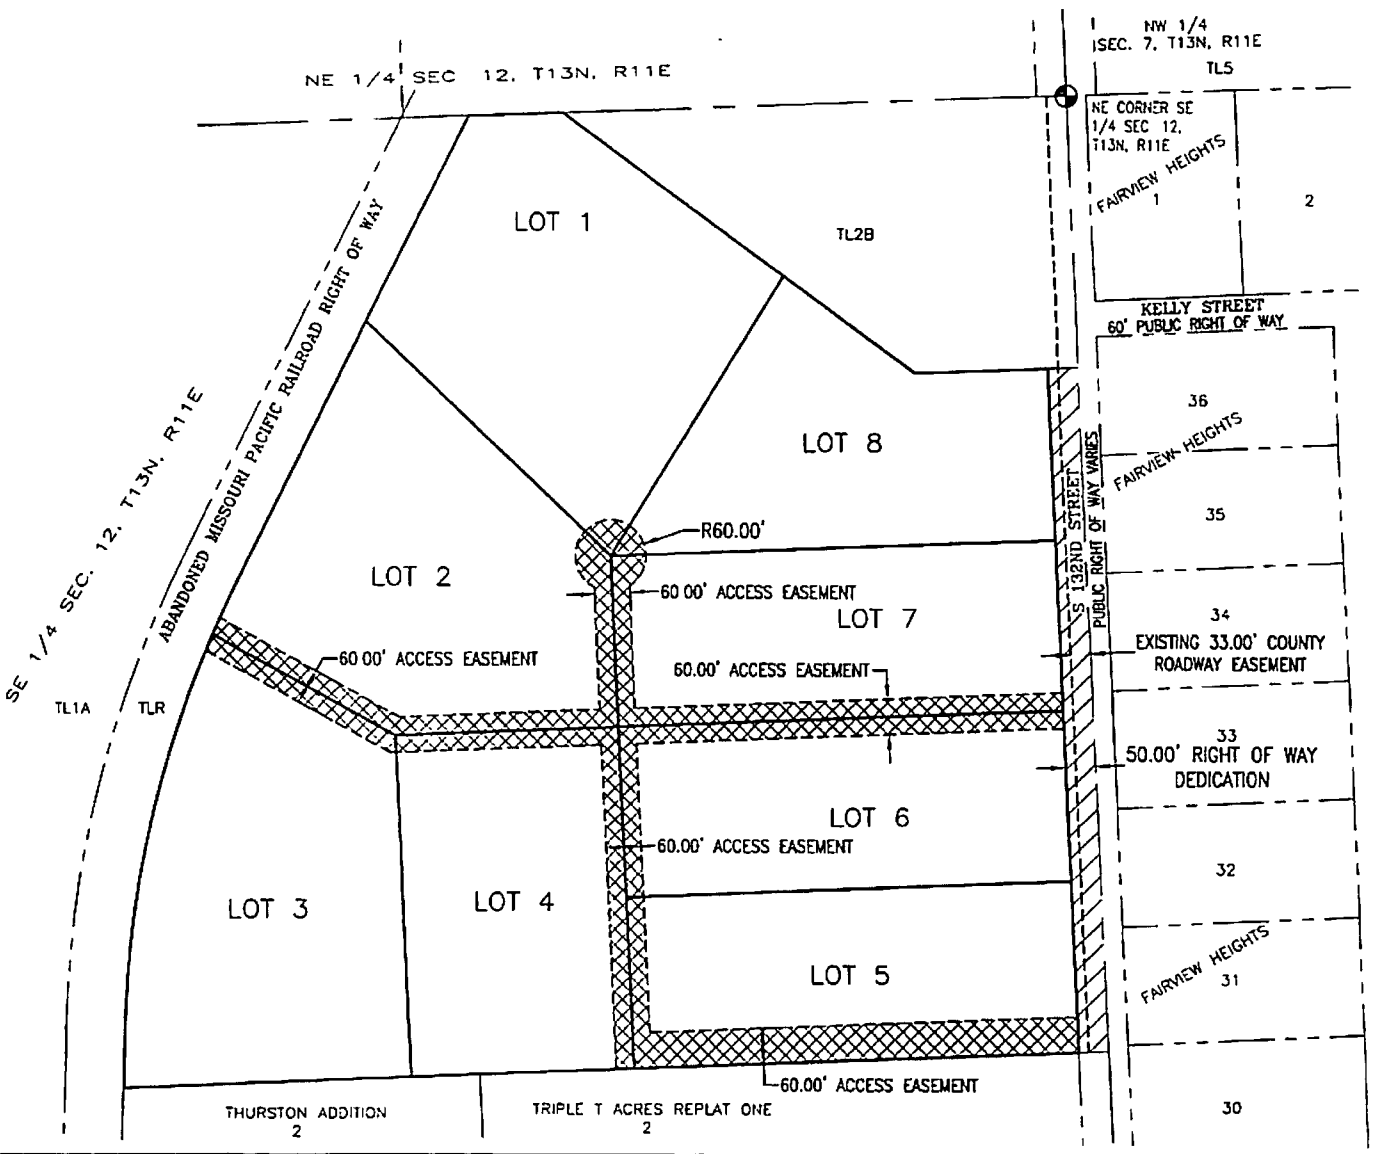 NW 1/4
SEC. 7, T13N, R11E
TL5
NE 1/4 SEC 12, T13N, R11E
NE CORNER SE
1/4 SEC 12,
T13N, R11E
FAIRVIEW HEIGHTS
1
2
LOT 1
TL2B
ABANDONED MISSOURI PACIFIC RAILROAD RIGHT OF WAY
KELLY STREET
60' PUBLIC RIGHT OF WAY
SE 1/4 SEC. 12, T13N, R11E
36
FAIRVIEW HEIGHTS
LOT 8
S 132ND STREET
PUBLIC RIGHT OF WAY VARIES
35
R60.00'
LOT 2
60 00' ACCESS EASEMENT
LOT 7
34
EXISTING 33.00' COUNTY
ROADWAY EASEMENT
60 00' ACCESS EASEMENT
60.00' ACCESS EASEMENT
TL1A
TLR
33
50.00' RIGHT OF WAY
DEDICATION
LOT 6
60.00' ACCESS EASEMENT
32
LOT 3
LOT 4
LOT 5
FAIRVIEW HEIGHTS
31
60.00' ACCESS EASEMENT
THURSTON ADDITION
2
TRIPLE T ACRES REPLAT ONE
2
30